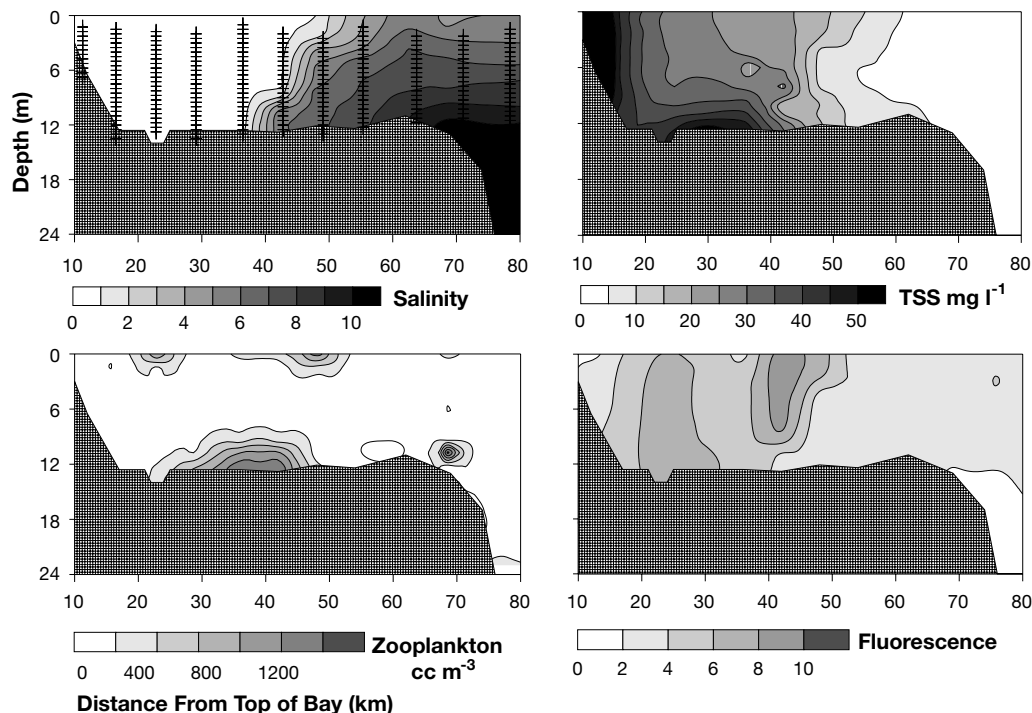 0
6
12
18
24
Depth (m)
10 20 30 40 50 60 70 80
0 2 4 6 8 10
Salinity
10 20 30 40 50 60 70 80
0 10 20 30 40 50
TSS mg l-1
0
6
12
18
24
10 20 30 40 50 60 70 80
0 400 800 1200
Zooplankton
cc m-3
Distance From Top of Bay (km)
10 20 30 40 50 60 70 80
0 2 4 6 8 10
Fluorescence